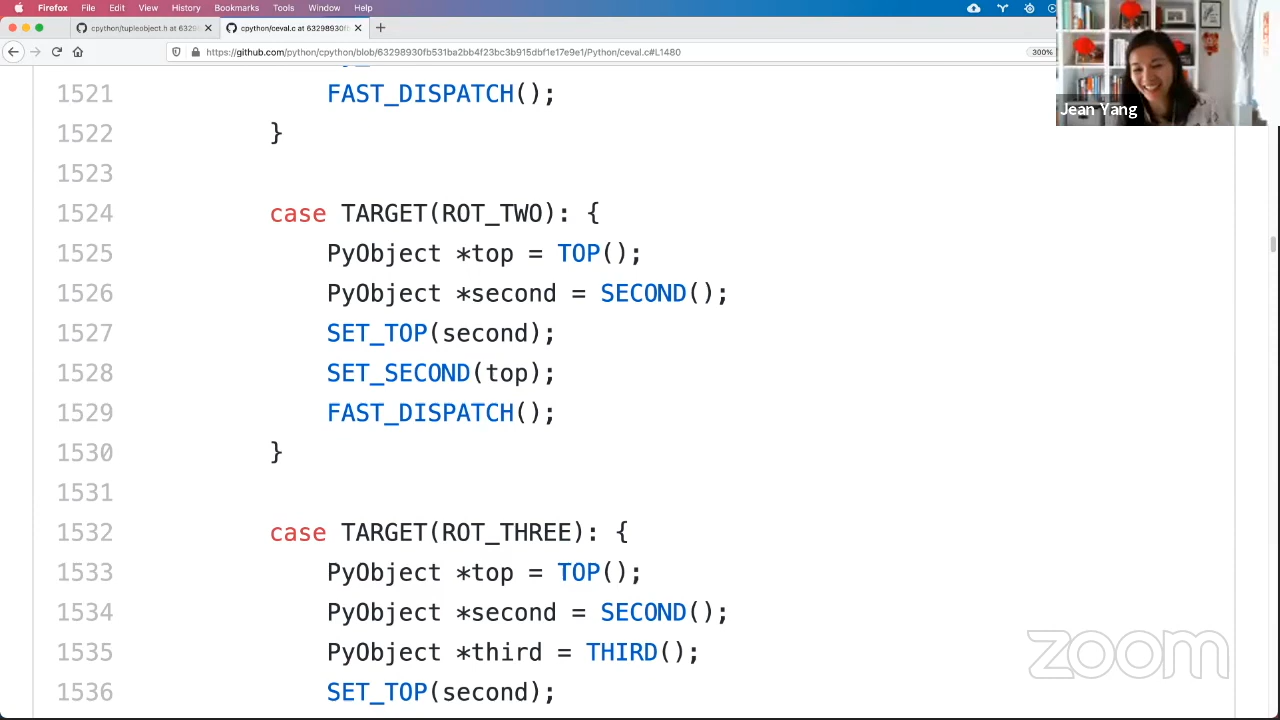 Firefox File Edit View History Bookmarks Tools Window Help
cpython/tupleobject.h at 6329 cpython/ceval.c at 63298930f
https://github.com/python/cpython/blob/63298930fb531ba2bb4f23bc3b915dbf1e17e9e1/Python/ceval.c#L1480 300%
Jean Yang
1521 FAST_DISPATCH();
1522 }
1523
1524 case TARGET(ROT_TWO): {
1525 PyObject *top = TOP();
1526 PyObject *second = SECOND();
1527 SET_TOP(second);
1528 SET_SECOND(top);
1529 FAST_DISPATCH();
1530 }
1531
1532 case TARGET(ROT_THREE): {
1533 PyObject *top = TOP();
1534 PyObject *second = SECOND();
1535 PyObject *third = THIRD();
1536 SET_TOP(second);
zoom